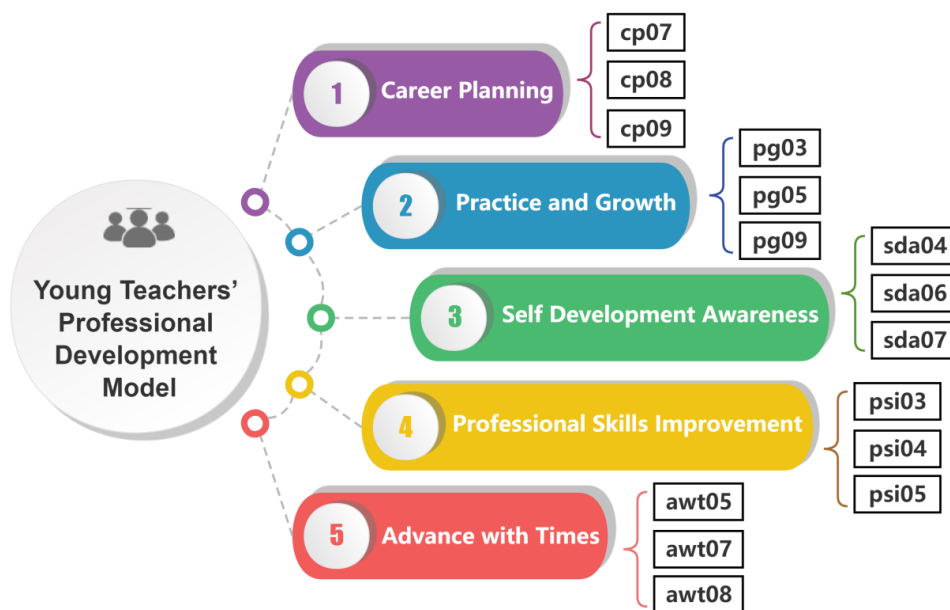 Young Teachers’
Professional
Development
Model
1
Career Planning
cp07
cp08
cp09
2
Practice and Growth
pg03
pg05
pg09
3
Self Development Awareness
sda04
sda06
sda07
4
Professional Skills Improvement
psi03
psi04
psi05
5
Advance with Times
awt05
awt07
awt08